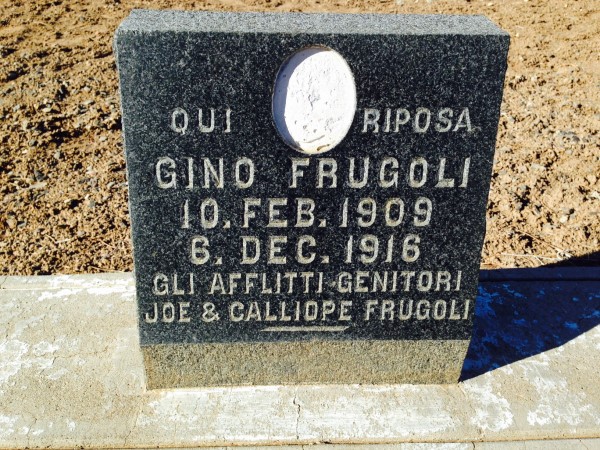 QUI RIPOSA
GINO FRUGOLI
10. FEB. 1909
6. DEC. 1916
GLI AFFLITTI GENITORI
JOE & CALLIOPE FRUGOLI